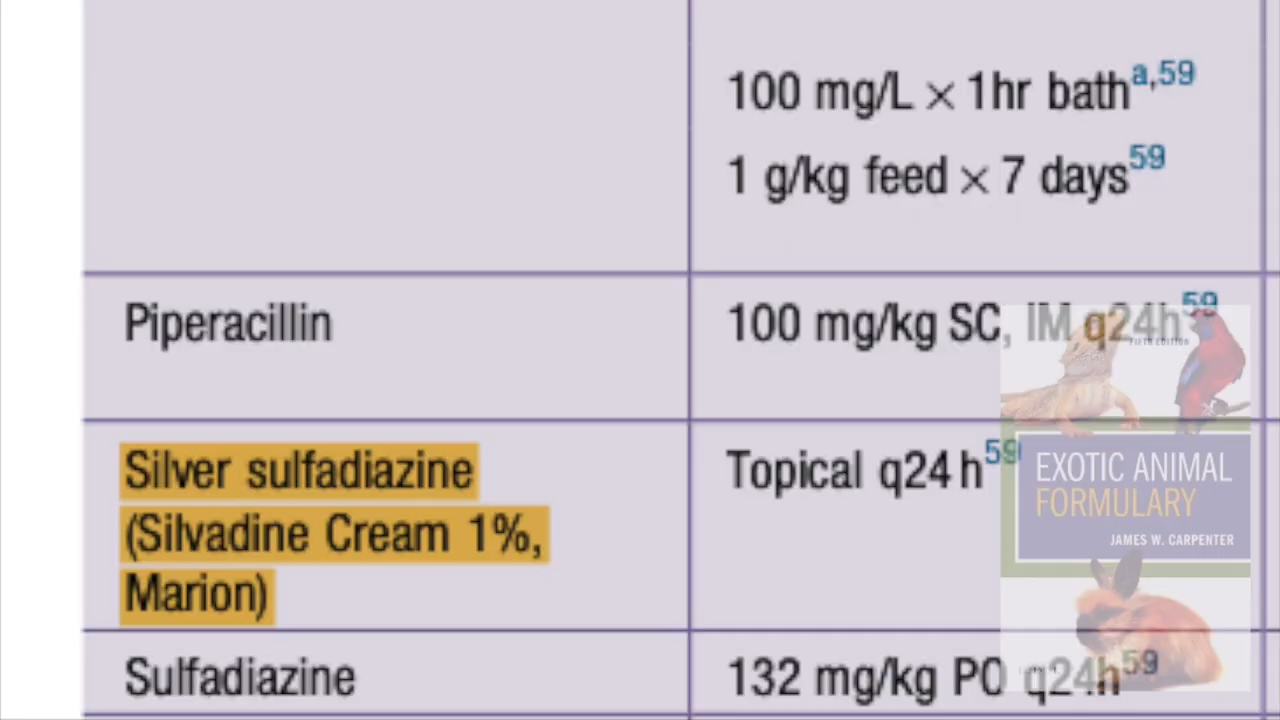 100 mg/L × 1hr bath a,59
1 g/kg feed × 7 days 59
Piperacillin
100 mg/kg SC, IM q24h 59
Silver sulfadiazine
(Silvadine Cream 1%,
Marion)
Topical q24 h 59
Sulfadiazine
132 mg/kg PO q24h 59
FIFTH EDITION
EXOTIC ANIMAL
FORMULARY
JAMES W. CARPENTER